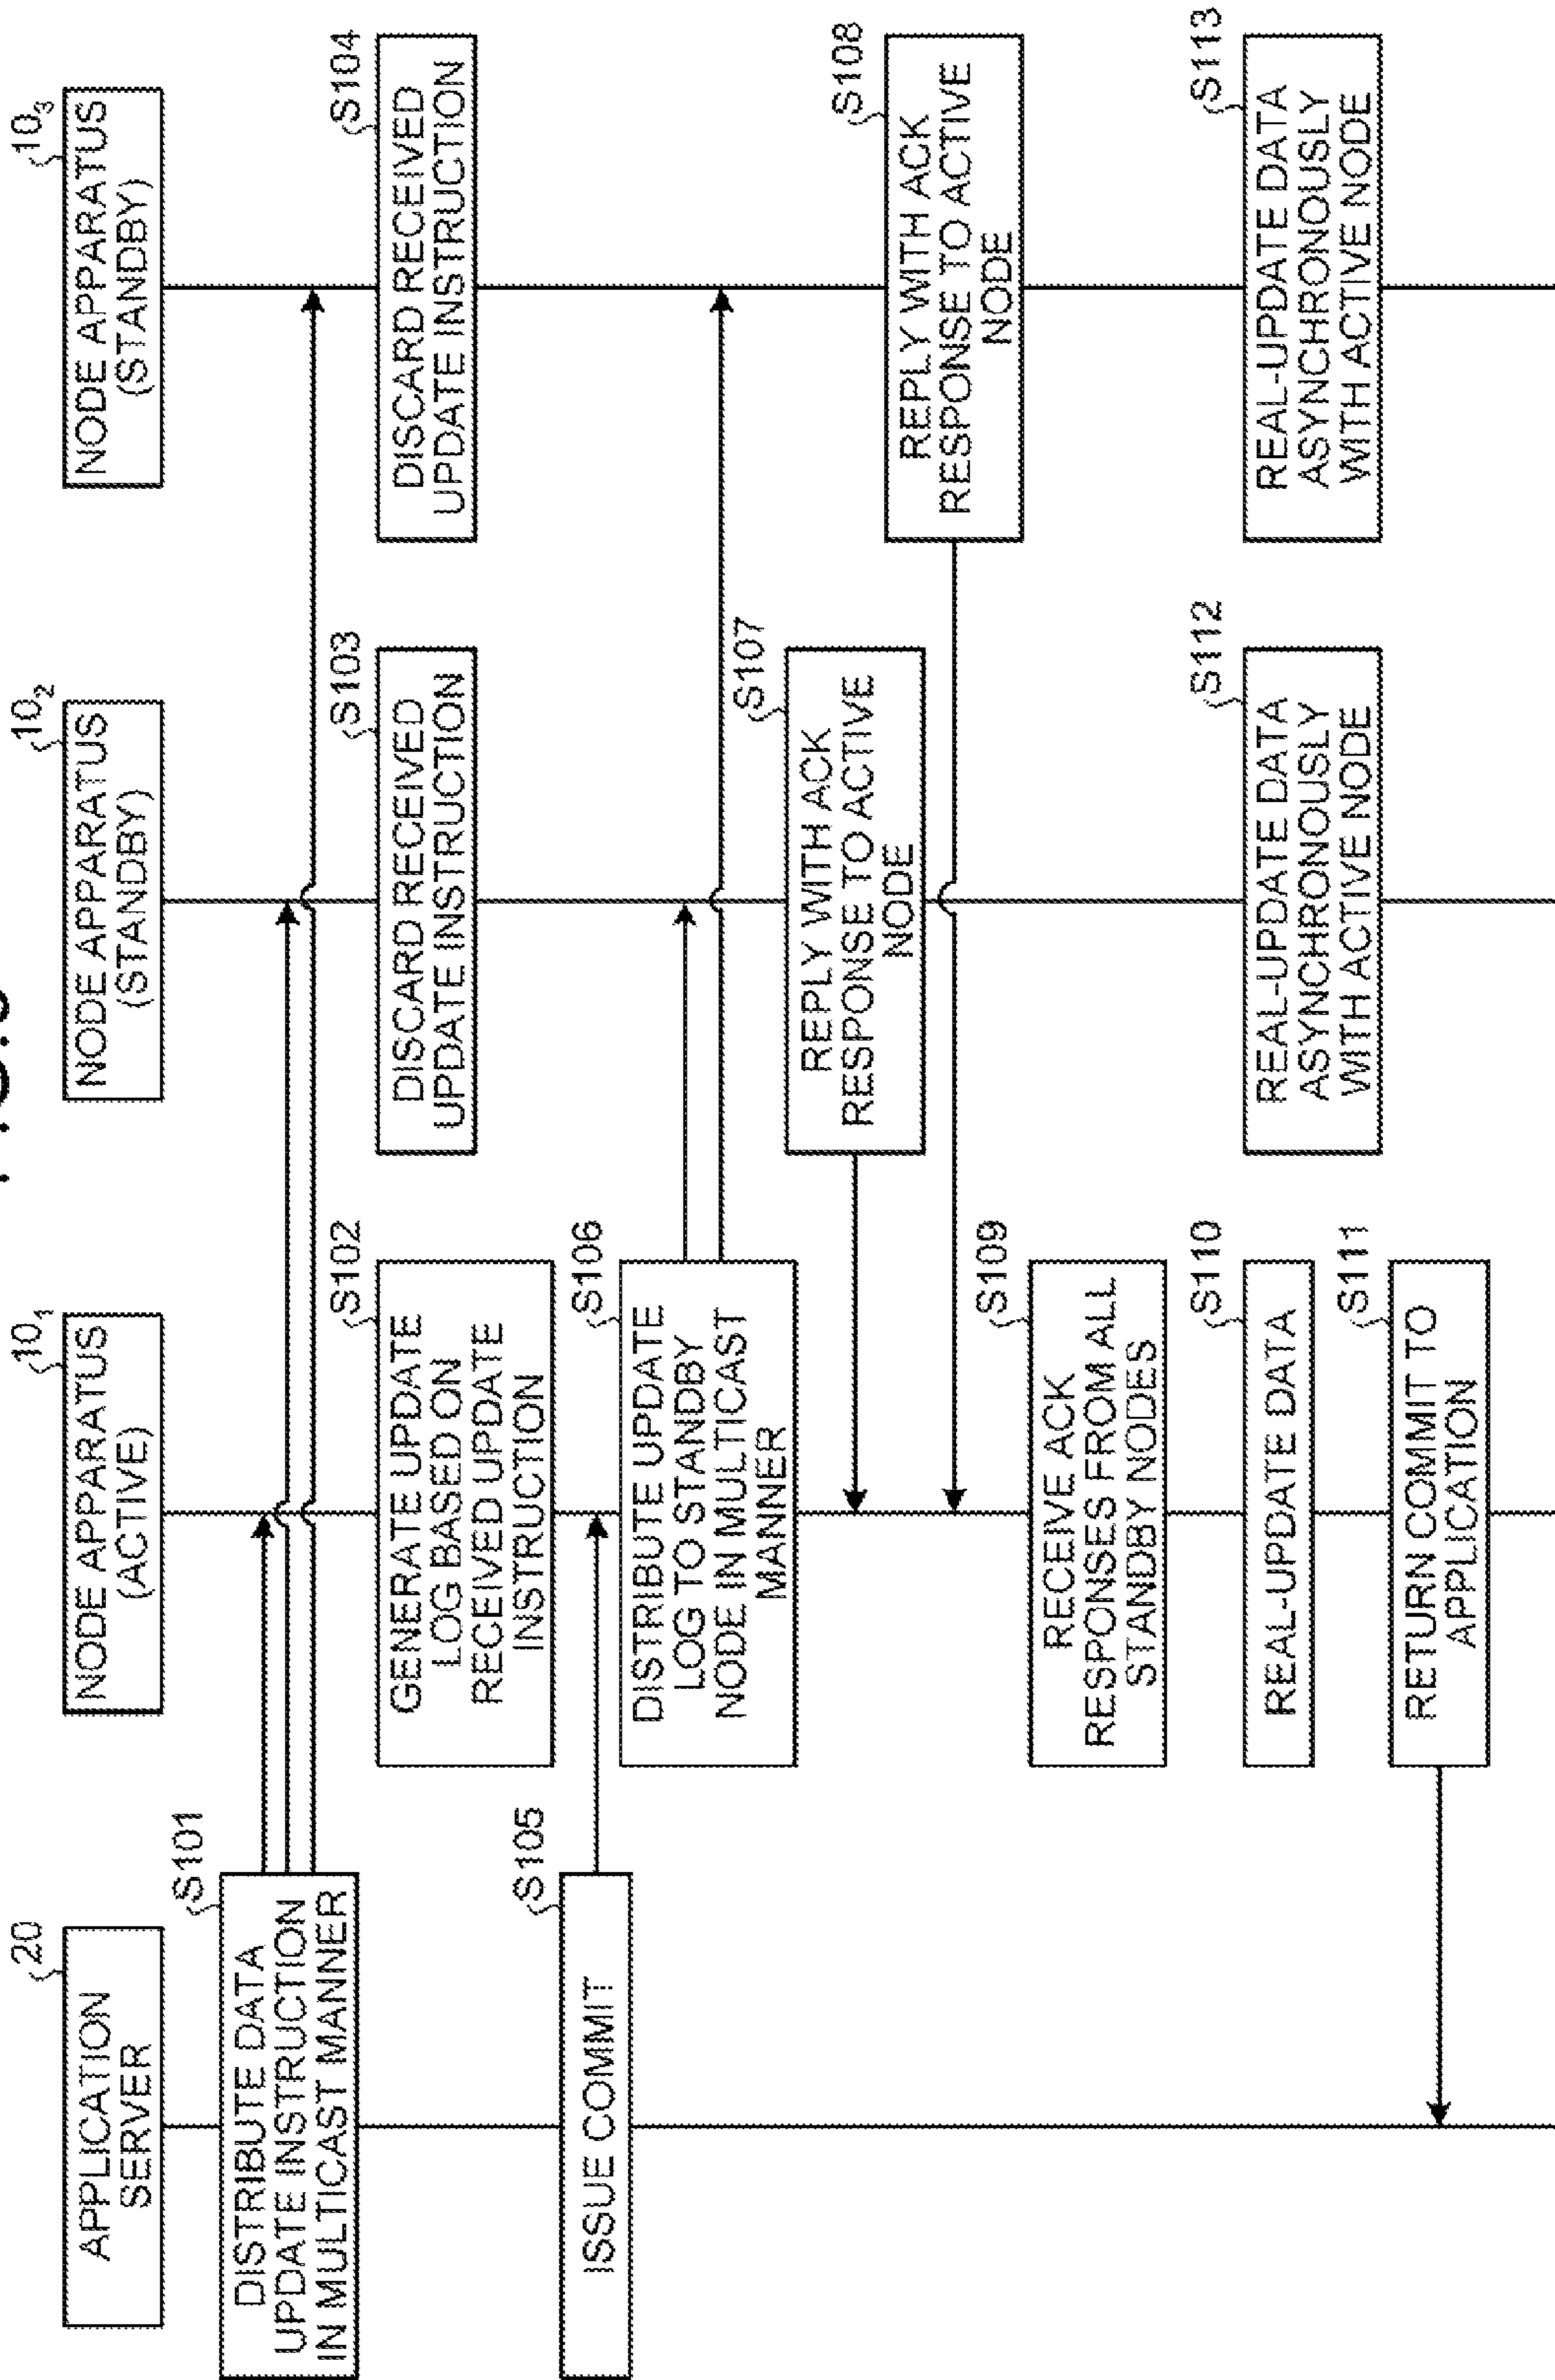 20
APPLICATION
SERVER
10₁
NODE APPARATUS
(ACTIVE)
10₂
NODE APPARATUS
(STANDBY)
10₃
NODE APPARATUS
(STANDBY)
S101
DISTRIBUTE DATA
UPDATE INSTRUCTION
IN MULTICAST MANNER
S102
GENERATE UPDATE
LOG BASED ON
RECEIVED UPDATE
INSTRUCTION
S103
DISCARD RECEIVED
UPDATE INSTRUCTION
S104
DISCARD RECEIVED
UPDATE INSTRUCTION
S105
ISSUE COMMIT
S106
DISTRIBUTE UPDATE
LOG TO STANDBY
NODE IN MULTICAST
MANNER
S107
REPLY WITH ACK
RESPONSE TO ACTIVE
NODE
S108
REPLY WITH ACK
RESPONSE TO ACTIVE
NODE
S109
RECEIVE ACK
RESPONSES FROM ALL
STANDBY NODES
S110
REAL-UPDATE DATA
S111
RETURN COMMIT TO
APPLICATION
S112
REAL-UPDATE DATA
ASYNCHRONOUSLY
WITH ACTIVE NODE
S113
REAL-UPDATE DATA
ASYNCHRONOUSLY
WITH ACTIVE NODE